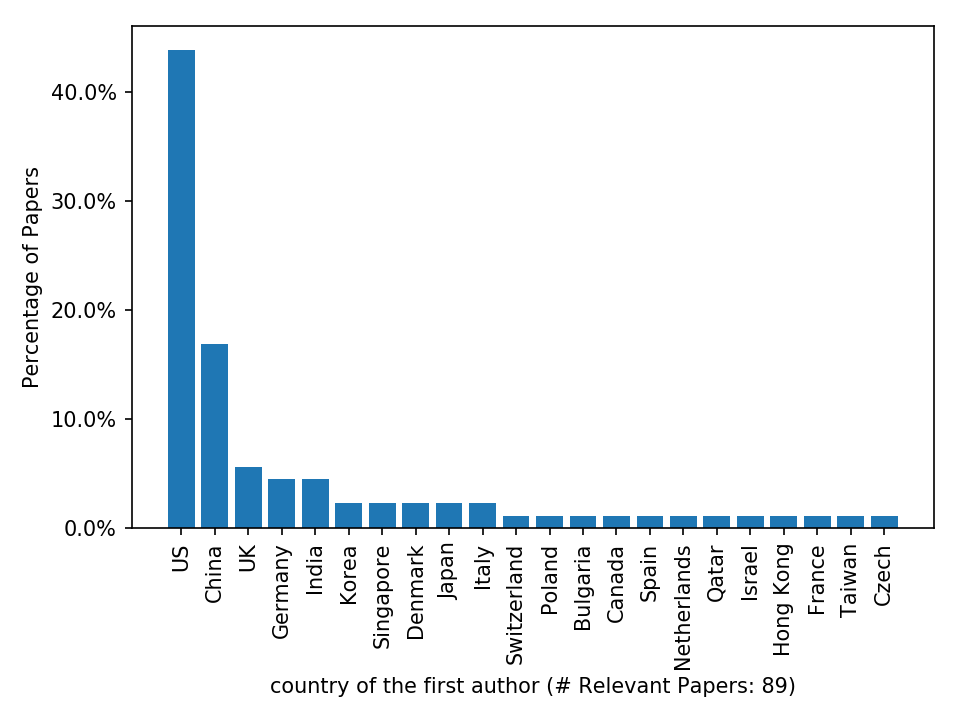 40.0%
30.0%
20.0%
10.0%
0.0%
Percentage of Papers
US
China
UK
Germany
India
Korea
Singapore
Denmark
Japan
Italy
Switzerland
Poland
Bulgaria
Canada
Spain
Netherlands
Qatar
Israel
Hong Kong
France
Taiwan
Czech
country of the first author (# Relevant Papers: 89)